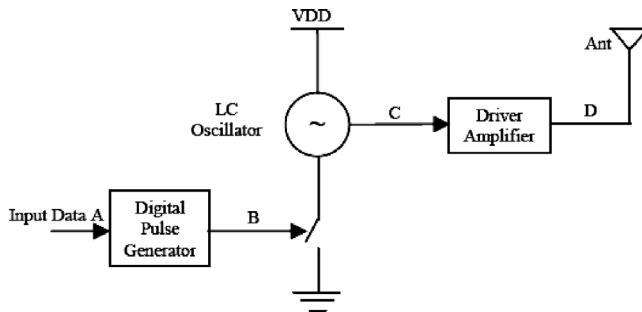 VDD
Ant
LC
Oscillator
~
C
Driver
Amplifier
D
Input Data A
Digital
Pulse
Generator
B